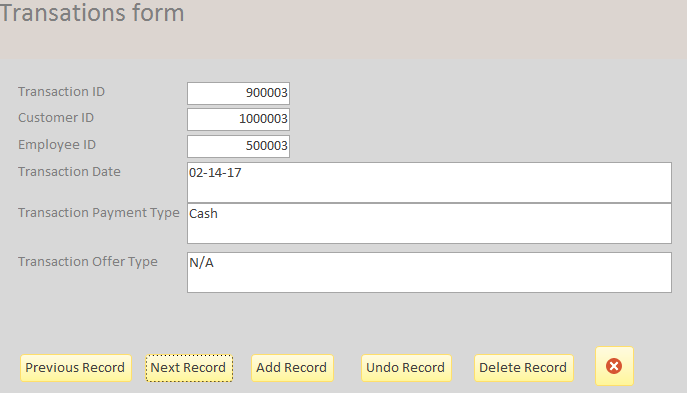 Transations form
Transaction ID 900003
Customer ID 1000003
Employee ID 500003
Transaction Date 02-14-17
Transaction Payment Type Cash
Transaction Offer Type N/A
Previous Record Next Record Add Record Undo Record Delete Record